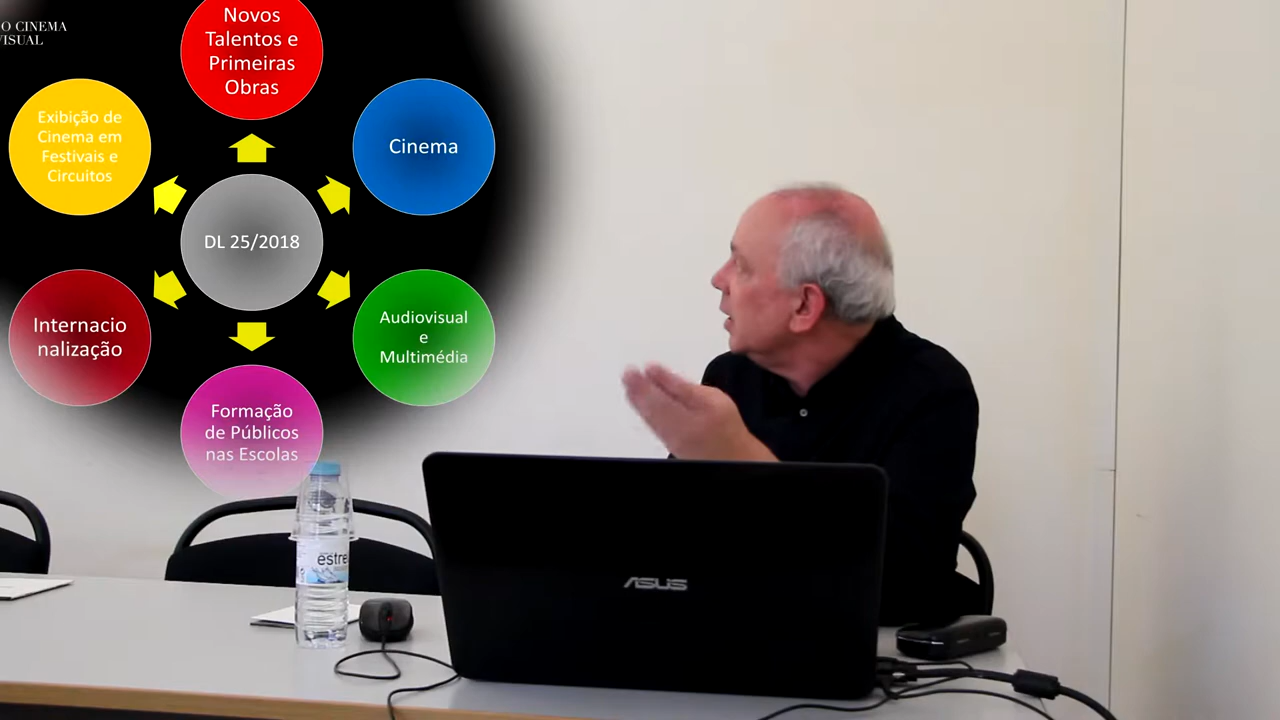 O CINEMA
VISUAL
Novos
Talentos e
Primeiras
Obras
Exibição de
Cinema em
Festivais e
Circuitos
Cinema
DL 25/2018
Internacio
nalização
Audiovisual
e
Multimédia
Formação
de Públicos
nas Escolas
estre
ASUS